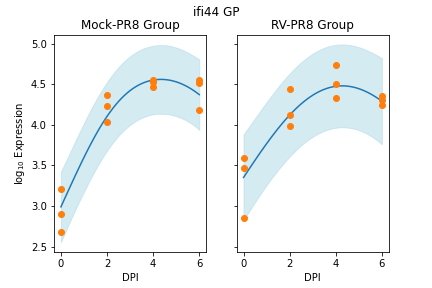 ifi44 GP
Mock-PR8 Group
RV-PR8 Group
log₁₀ Expression
5.0
4.5
4.0
3.5
3.0
2.5
0 2 4 6
0 2 4 6
DPI
DPI